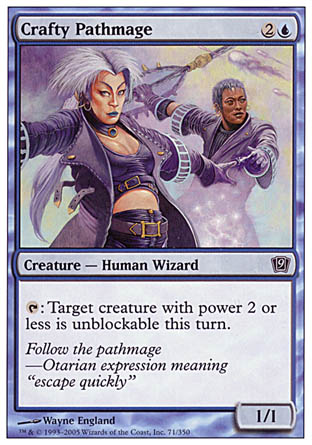 Crafty Pathmage 2
Creature — Human Wizard 9
: Target creature with power 2 or
less is unblockable this turn.
Follow the pathmage
—Otarian expression meaning
“escape quickly”
Wayne England
™ & © 1993–2005 Wizards of the Coast, Inc. 71/350
1/1